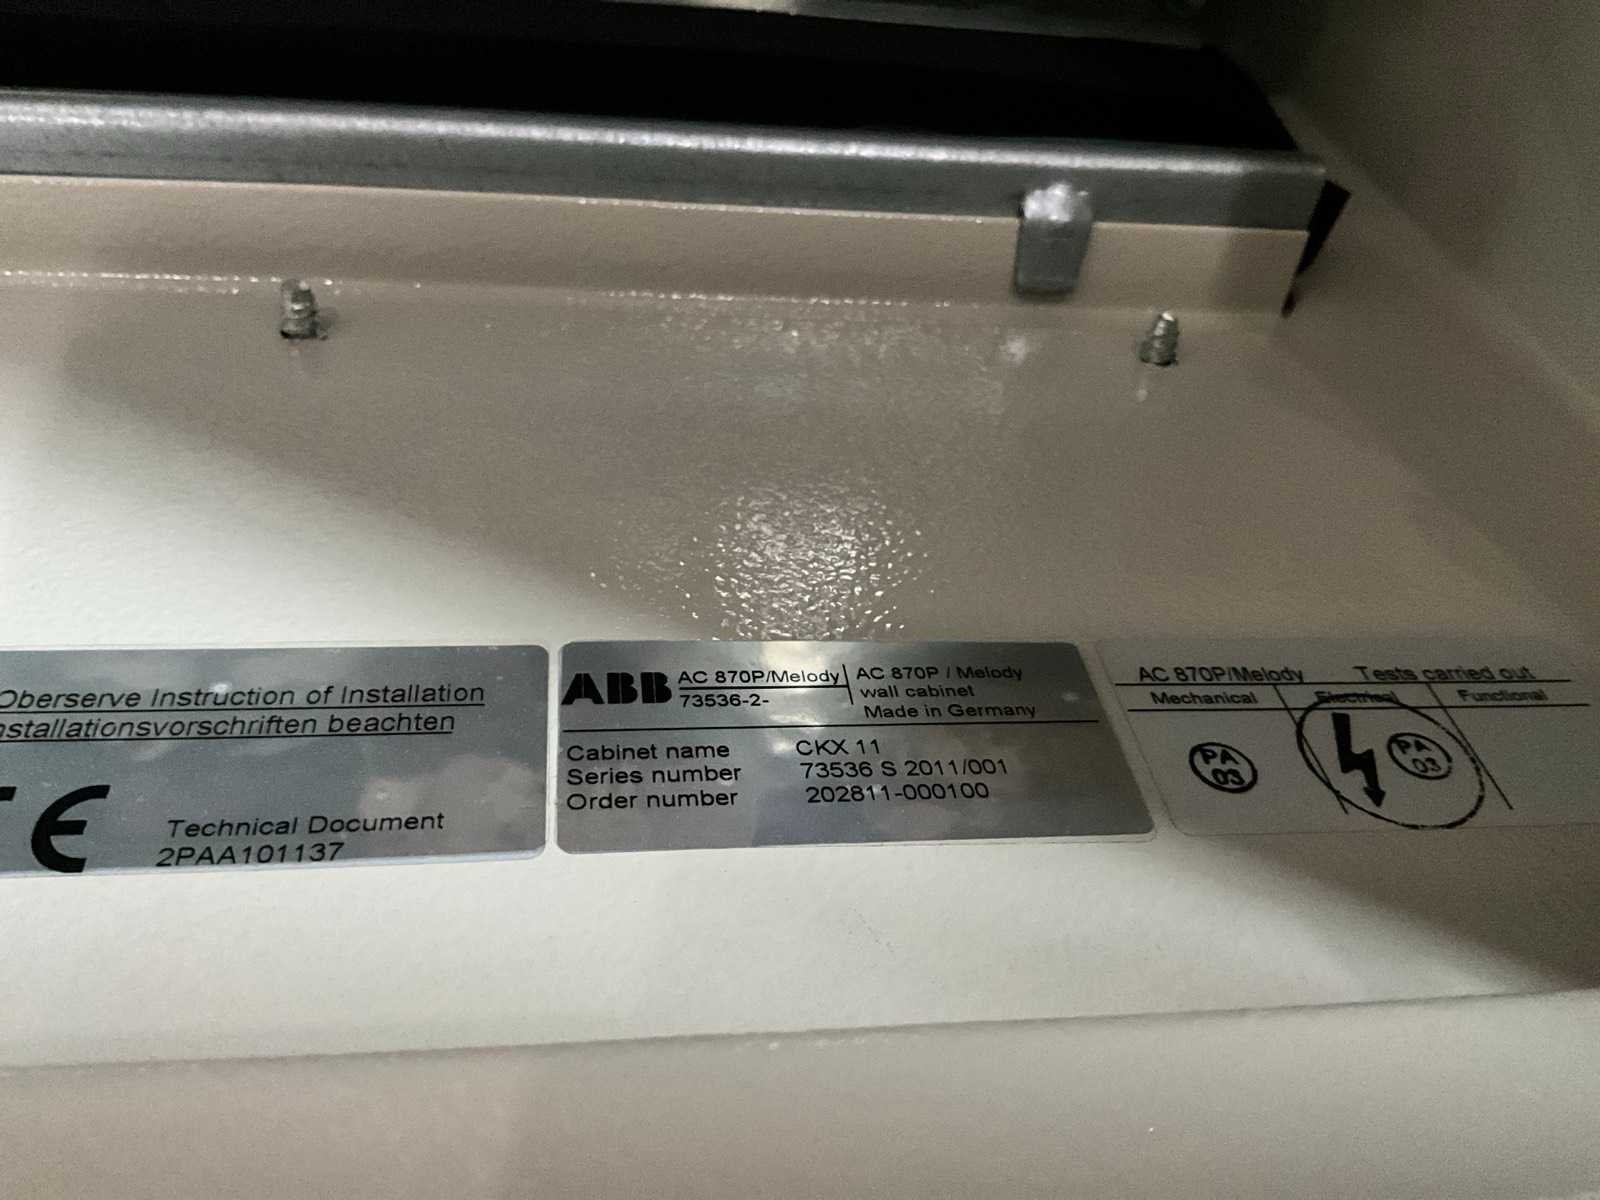 Oberserve Instruction of Installation
nstallationsvorschriften beachten
CE
Technical Document
2PAA101137
ABB AC 870P/Melody
73536-2-
AC 870P / Melody
wall cabinet
Made in Germany
Cabinet name CKX 11
Series number 73536 S 2011/001
Order number 202811-000100
AC 870P/Melody Tests carried out
Mechanical Electrical Functional
PA
03
PA
03